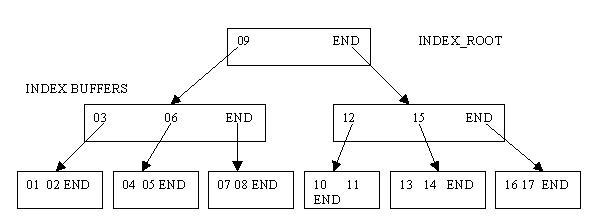 09 END INDEX_ROOT
INDEX BUFFERS
03 06 END 12 15 END
01 02 END 04 05 END 07 08 END 10 11 13 14 END 16 17 END
END